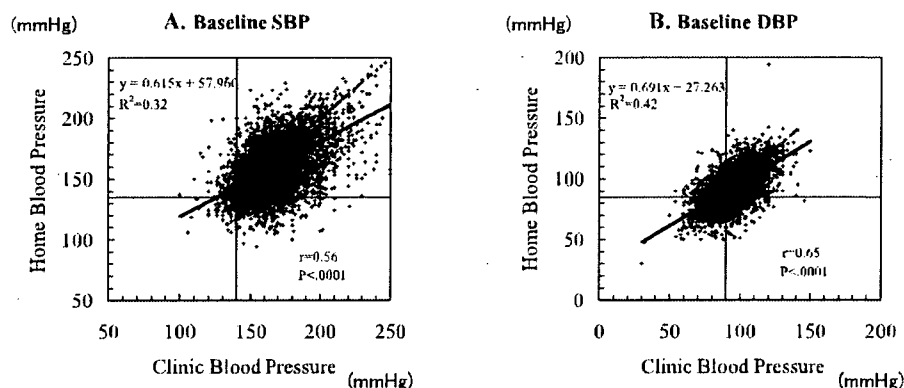 (mmHg) A. Baseline SBP
250
y = 0.615x + 57.960
R²=0.32
200
150
100
50
r=0.56
P<.0001
50 100 150 200 250
Home Blood Pressure
Clinic Blood Pressure
(mmHg)
(mmHg) B. Baseline DBP
200
y = 0.691x − 27.263
R²=0.42
150
100
50
0
r=0.65
P<.0001
0 50 100 150 200
Home Blood Pressure
Clinic Blood Pressure
(mmHg)